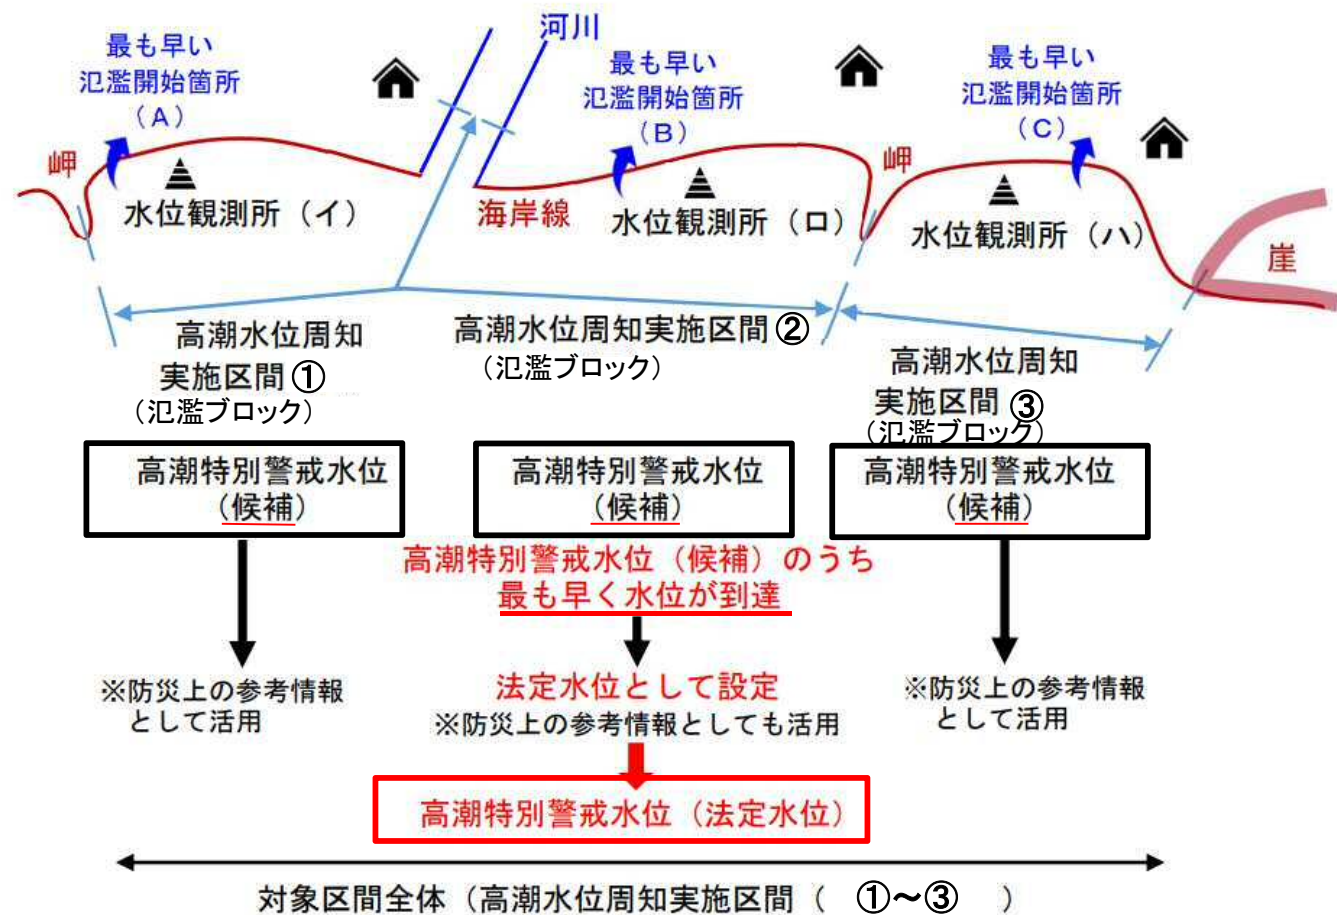 河川
最も早い
氾濫開始箇所
(A)
最も早い
氾濫開始箇所
(B)
最も早い
氾濫開始箇所
(C)
岬
水位観測所（イ）
海岸線
水位観測所（ロ）
岬
水位観測所（ハ）
崖
高潮水位周知
実施区間①
（氾濫ブロック）
高潮水位周知実施区間②
（氾濫ブロック）
高潮水位周知
実施区間③
（氾濫ブロック）
高潮特別警戒水位
（候補）
高潮特別警戒水位
（候補）
高潮特別警戒水位
（候補）
高潮特別警戒水位（候補）のうち
最も早く水位が到達
※防災上の参考情報
として活用
法定水位として設定
※防災上の参考情報としても活用
※防災上の参考情報
として活用
高潮特別警戒水位（法定水位）
対象区間全体（高潮水位周知実施区間（ ①～③ ）